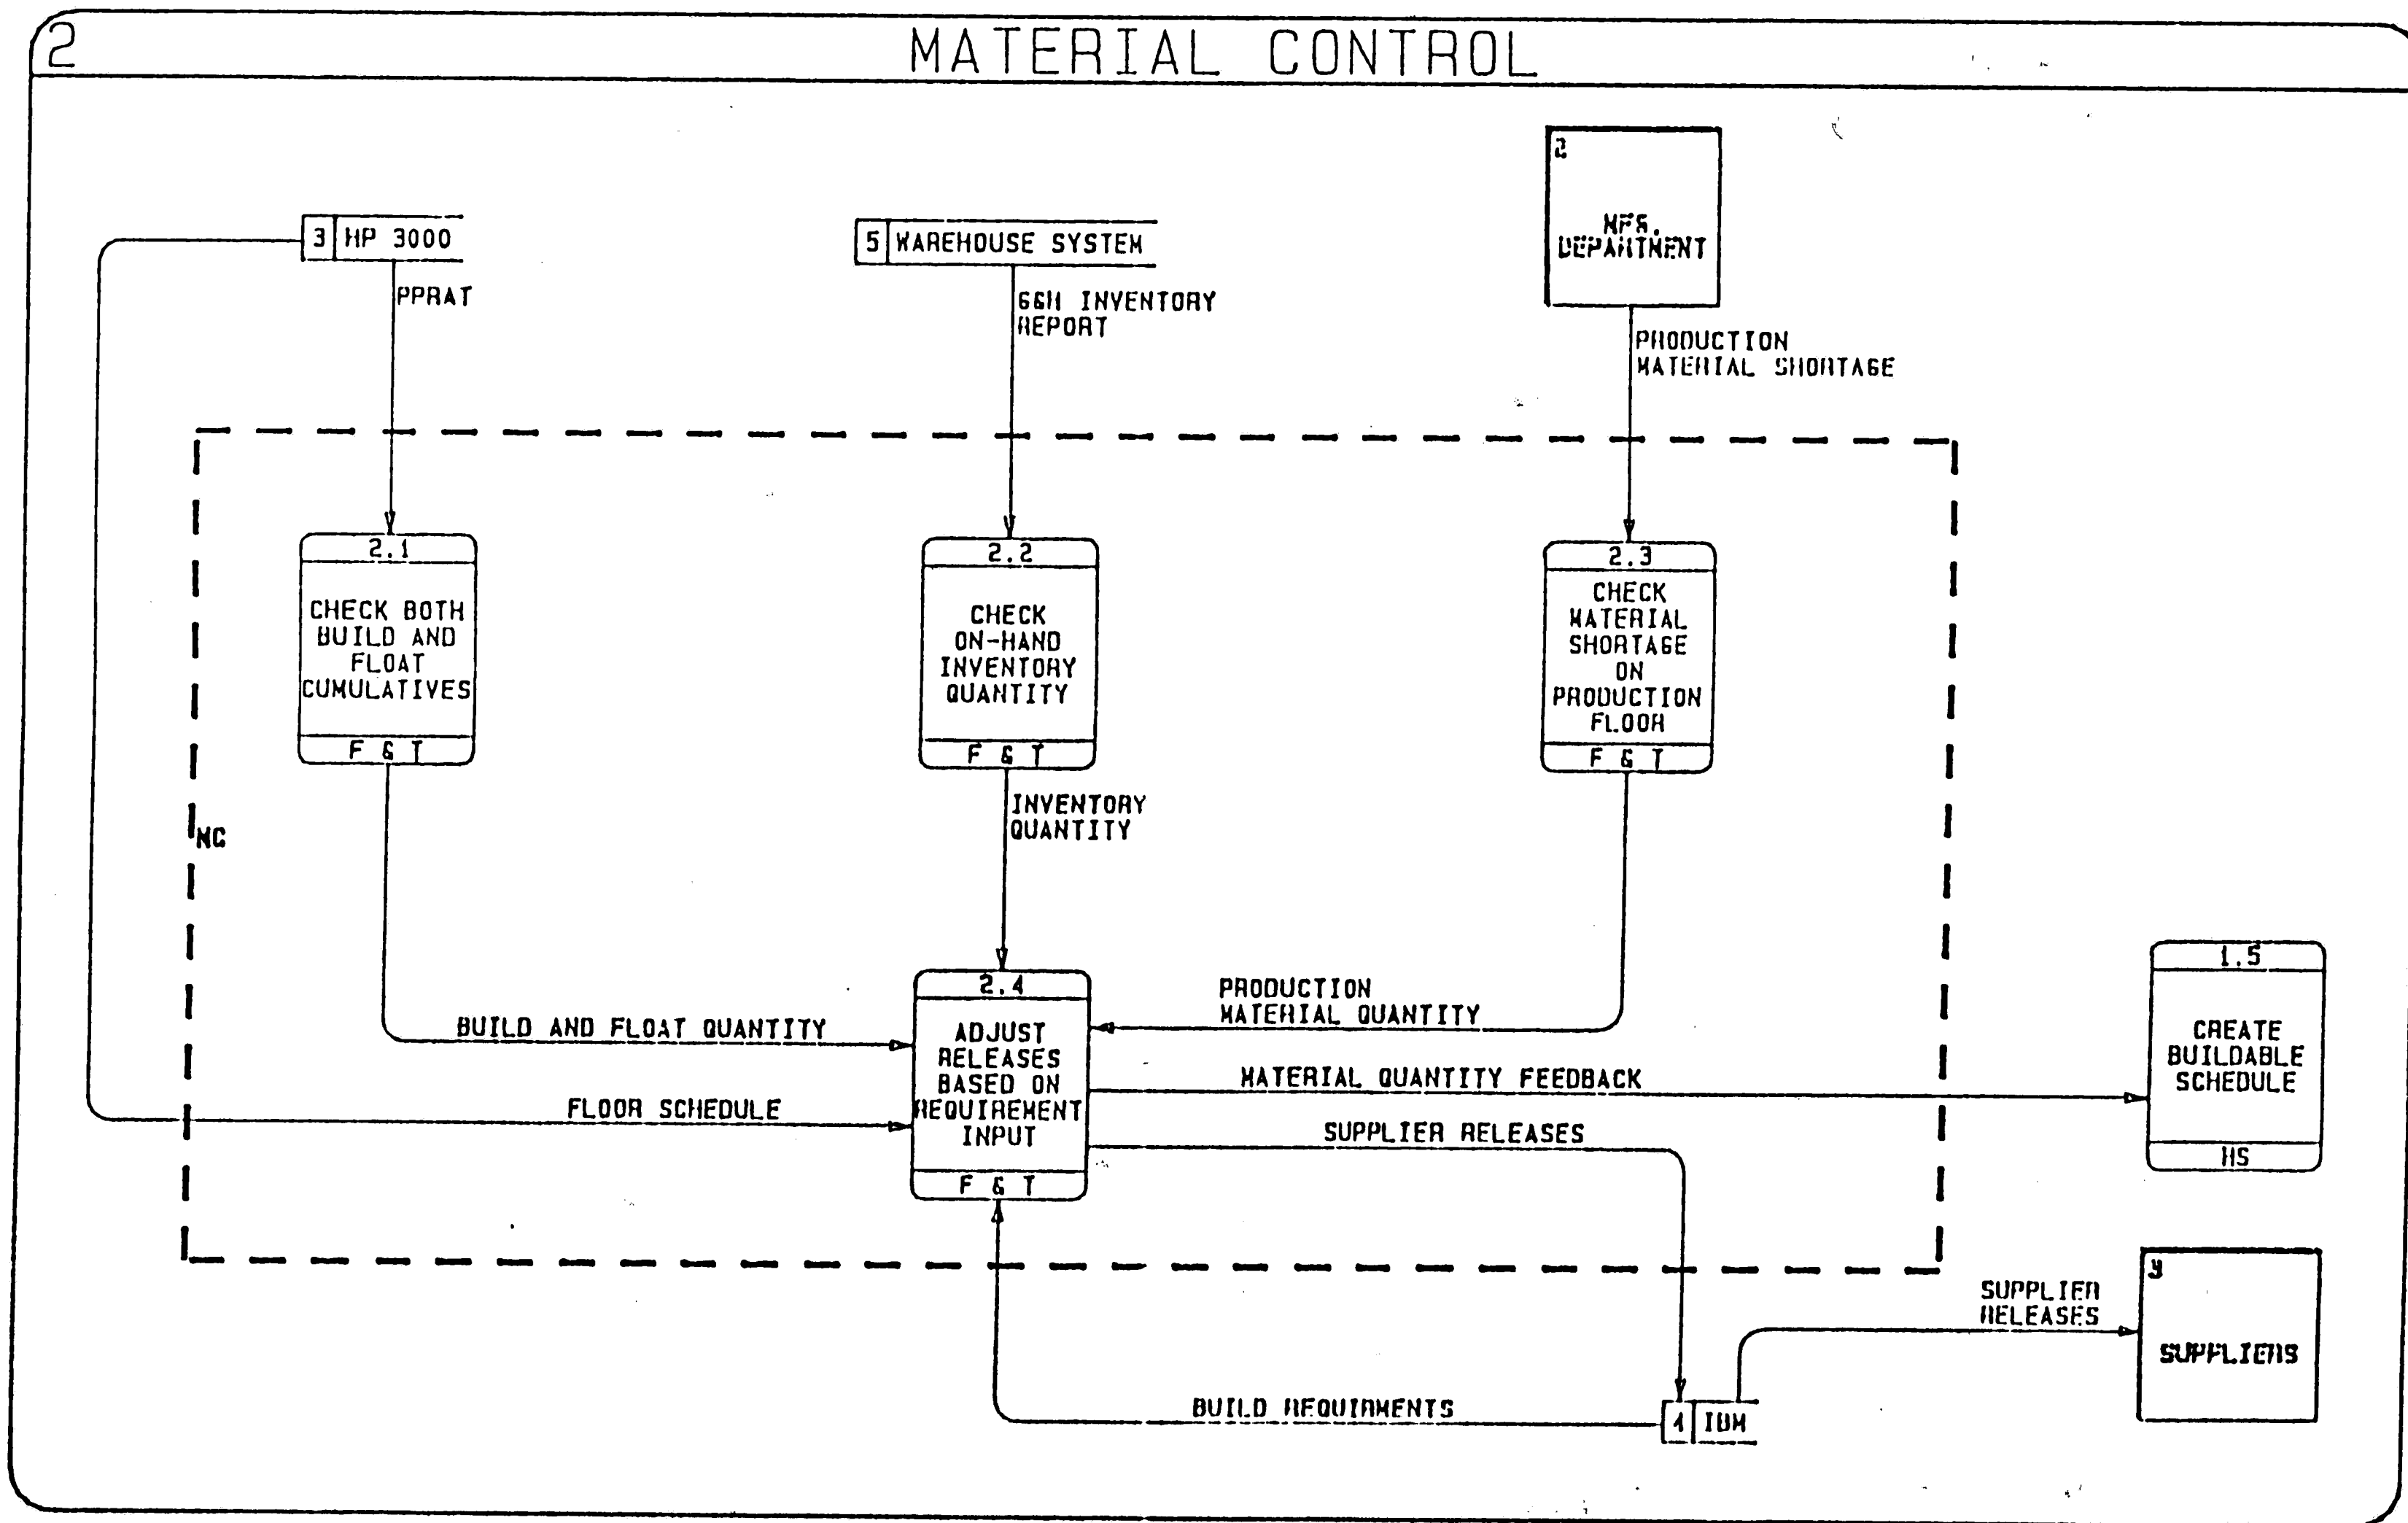 2
MATERIAL CONTROL
2
MFG.
DEPARTMENT
3 HP 3000
5 WAREHOUSE SYSTEM
PPRAT
INVENTORY
REPORT
PRODUCTION
MATERIAL SHORTAGE
2.1
CHECK BOTH
BUILD AND
FLOAT
CUMULATIVES
F & T
2.2
CHECK
ON-HAND
INVENTORY
QUANTITY
F & T
2.3
CHECK
MATERIAL
SHORTAGE
ON
PRODUCTION
FLOOR
F & T
MC
INVENTORY
QUANTITY
2.4
ADJUST
RELEASES
BASED ON
REQUIREMENT
INPUT
F & T
BUILD AND FLOAT QUANTITY
FLOOR SCHEDULE
PRODUCTION
MATERIAL QUANTITY
MATERIAL QUANTITY FEEDBACK
SUPPLIER RELEASES
1.5
CREATE
BUILDABLE
SCHEDULE
SUPPLIER
RELEASES
SUPPLIERS
BUILD REQUIRMENTS
IBM